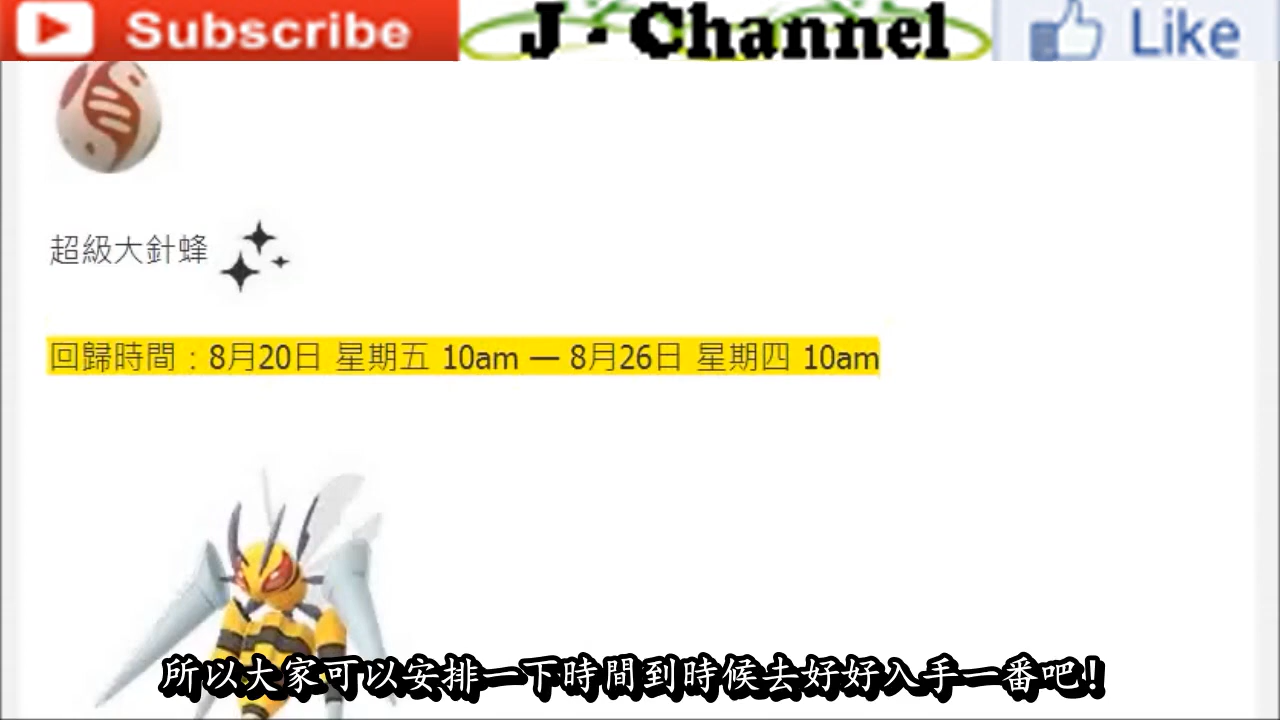 Subscribe
J - Channel
Like
超級大針蜂
回歸時間：8月20日 星期五 10am — 8月26日 星期四 10am
所以大家可以安排一下時間到時候去好好入手一番吧!